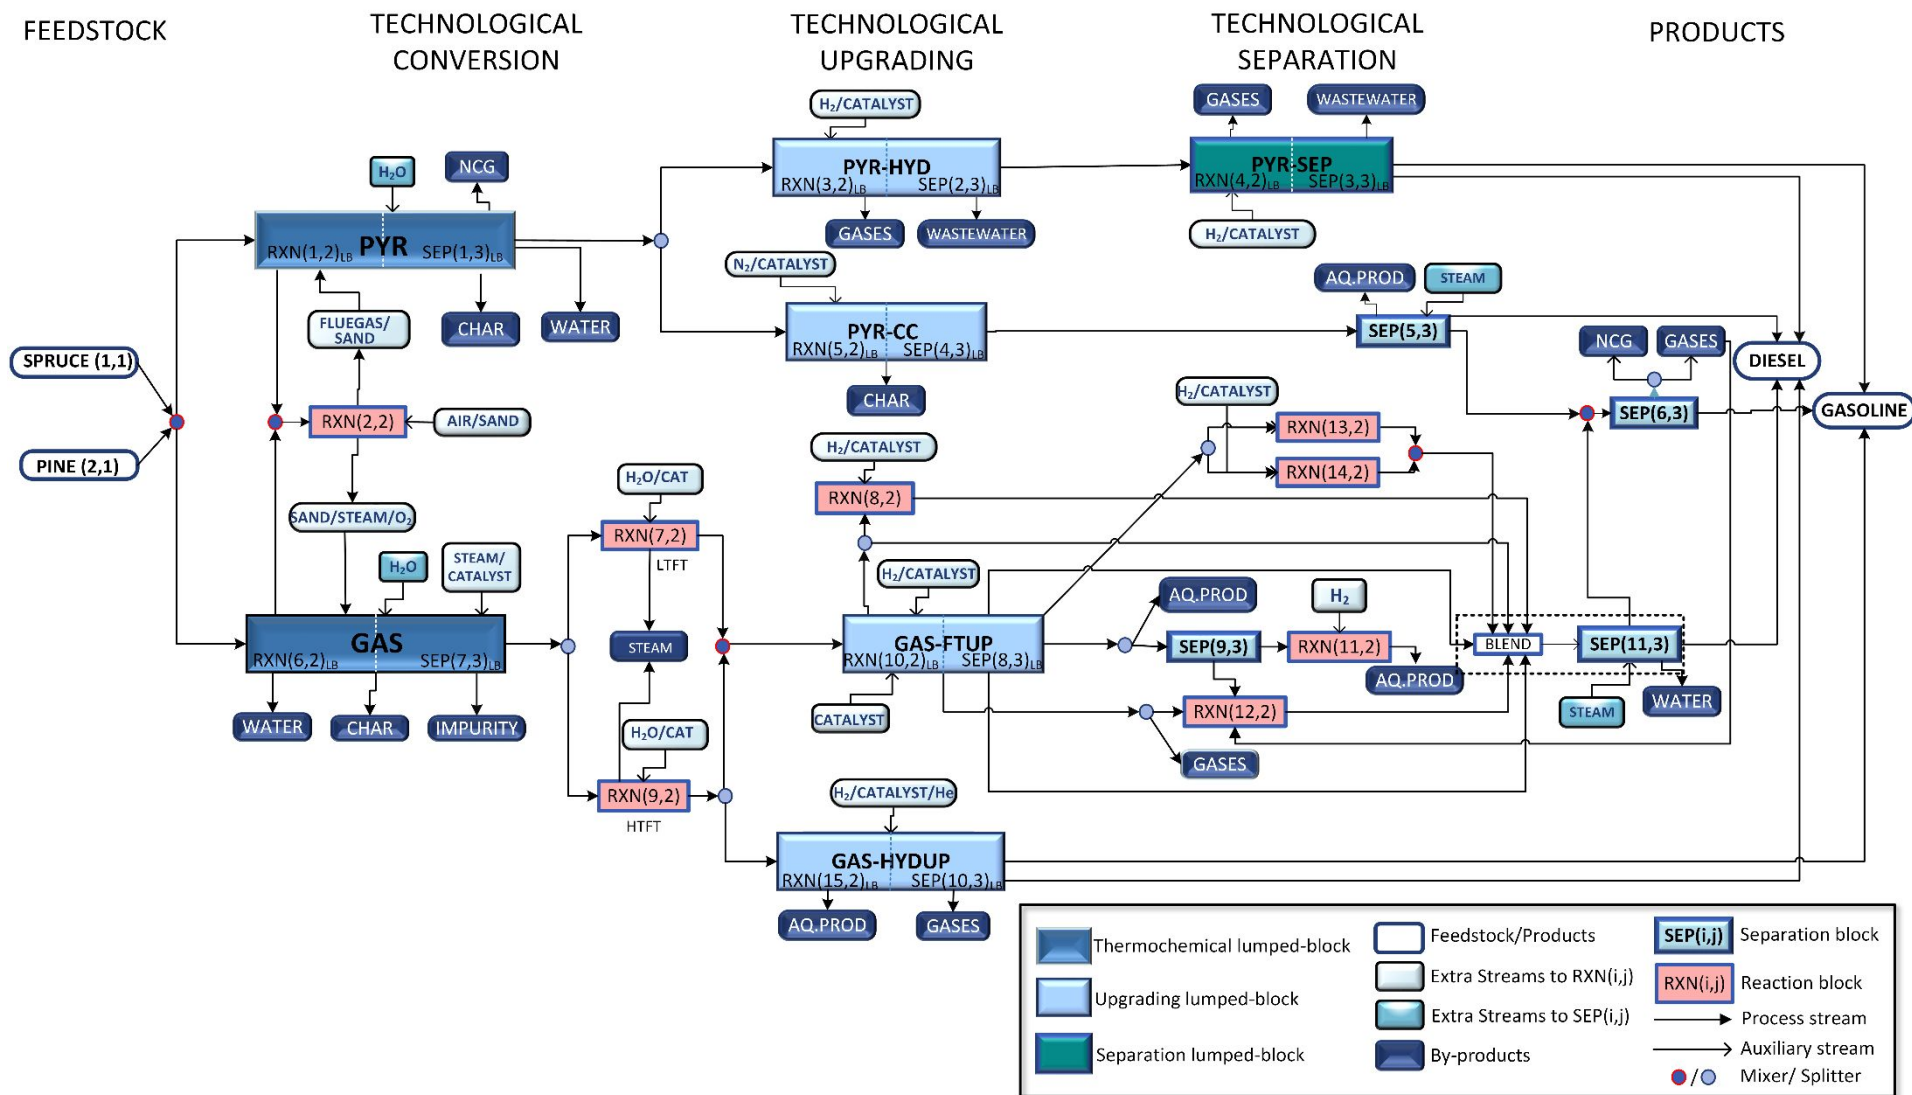 FEEDSTOCK
TECHNOLOGICAL
CONVERSION
TECHNOLOGICAL
UPGRADING
TECHNOLOGICAL
SEPARATION
PRODUCTS
H₂/CATALYST
GASES
WASTEWATER
H₂O
NCG
PYR-HYD
RXN(3,2)LB
SEP(2,3)LB
PYR-SEP
RXN(4,2)LB
SEP(3,3)LB
GASES
WASTEWATER
H₂/CATALYST
RXN(1,2)LB
PYR
SEP(1,3)LB
N₂/CATALYST
AQ.PROD
STEAM
FLUEGAS/
SAND
CHAR
WATER
PYR-CC
RXN(5,2)LB
SEP(4,3)LB
SEP(5,3)
NCG
GASES
DIESEL
SPRUCE (1,1)
CHAR
H₂/CATALYST
SEP(6,3)
GASOLINE
RXN(2,2)
AIR/SAND
RXN(13,2)
PINE (2,1)
H₂/CATALYST
RXN(14,2)
H₂O/CAT
RXN(8,2)
SAND/STEAM/O₂
RXN(7,2)
LTFT
H₂O
STEAM/
CATALYST
H₂/CATALYST
AQ.PROD
H₂
GAS
RXN(6,2)LB
SEP(7,3)LB
STEAM
GAS-FTUP
RXN(10,2)LB
SEP(8,3)LB
SEP(9,3)
RXN(11,2)
BLEND
SEP(11,3)
AQ.PROD
WATER
WATER
CHAR
IMPURITY
CATALYST
RXN(12,2)
STEAM
H₂O/CAT
GASES
RXN(9,2)
HTFT
H₂/CATALYST/He
GAS-HYDUP
RXN(15,2)LB
SEP(10,3)LB
AQ.PROD
GASES
Thermochemical lumped-block
Upgrading lumped-block
Separation lumped-block
Feedstock/Products
Extra Streams to RXN(i,j)
Extra Streams to SEP(i,j)
By-products
SEP(i,j)
Separation block
RXN(i,j)
Reaction block
Process stream
Auxiliary stream
/
Mixer/ Splitter